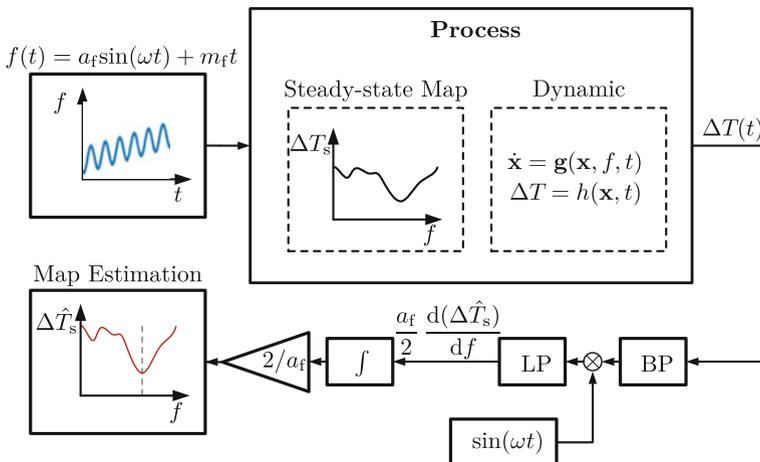 Process
f(t) = a_f sin(ωt) + m_f t
f
t
Steady-state Map
Dynamic
ΔT_s
f
ẋ = g(x, f, t)
ΔT = h(x, t)
ΔT(t)
Map Estimation
ΔT̂_s
f
2/a_f
∫
a_f/2 d(ΔT̂_s)/df
LP
⊗
BP
sin(ωt)